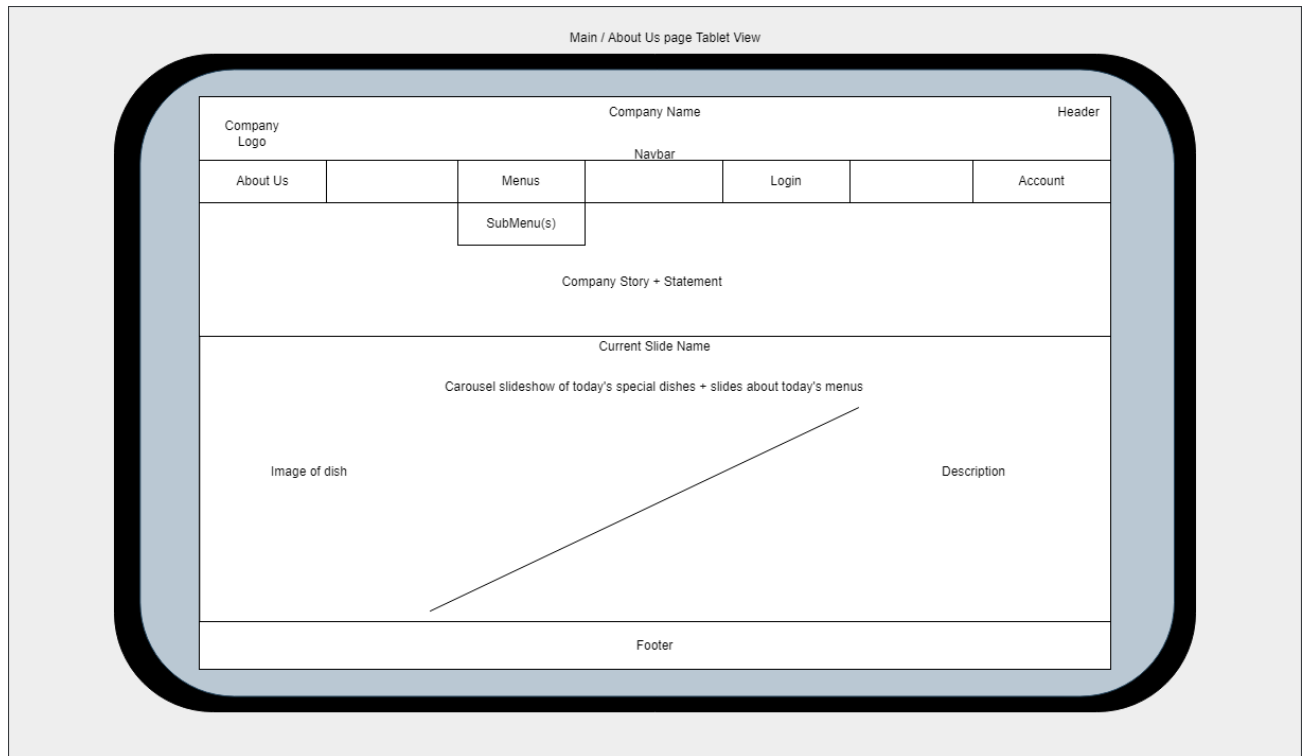 Main / About Us page Tablet View
Company Name
Header
Company
Logo
Navbar
About Us
Menus
Login
Account
SubMenu(s)
Company Story + Statement
Current Slide Name
Carousel slideshow of today's special dishes + slides about today's menus
Image of dish
Description
Footer